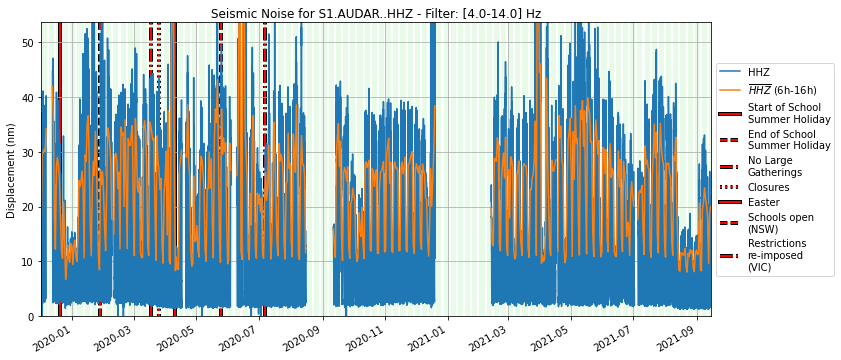 Seismic Noise for S1.AUDAR..HHZ - Filter: [4.0-14.0] Hz
Displacement (nm)
50
40
30
20
10
0
2020-01
2020-03
2020-05
2020-07
2020-09
2020-11
2021-01
2021-03
2021-05
2021-07
2021-09
HHZ
HHZ (6h-16h)
Start of School
Summer Holiday
End of School
Summer Holiday
No Large
Gatherings
Closures
Easter
Schools open
(NSW)
Restrictions
re-imposed
(VIC)